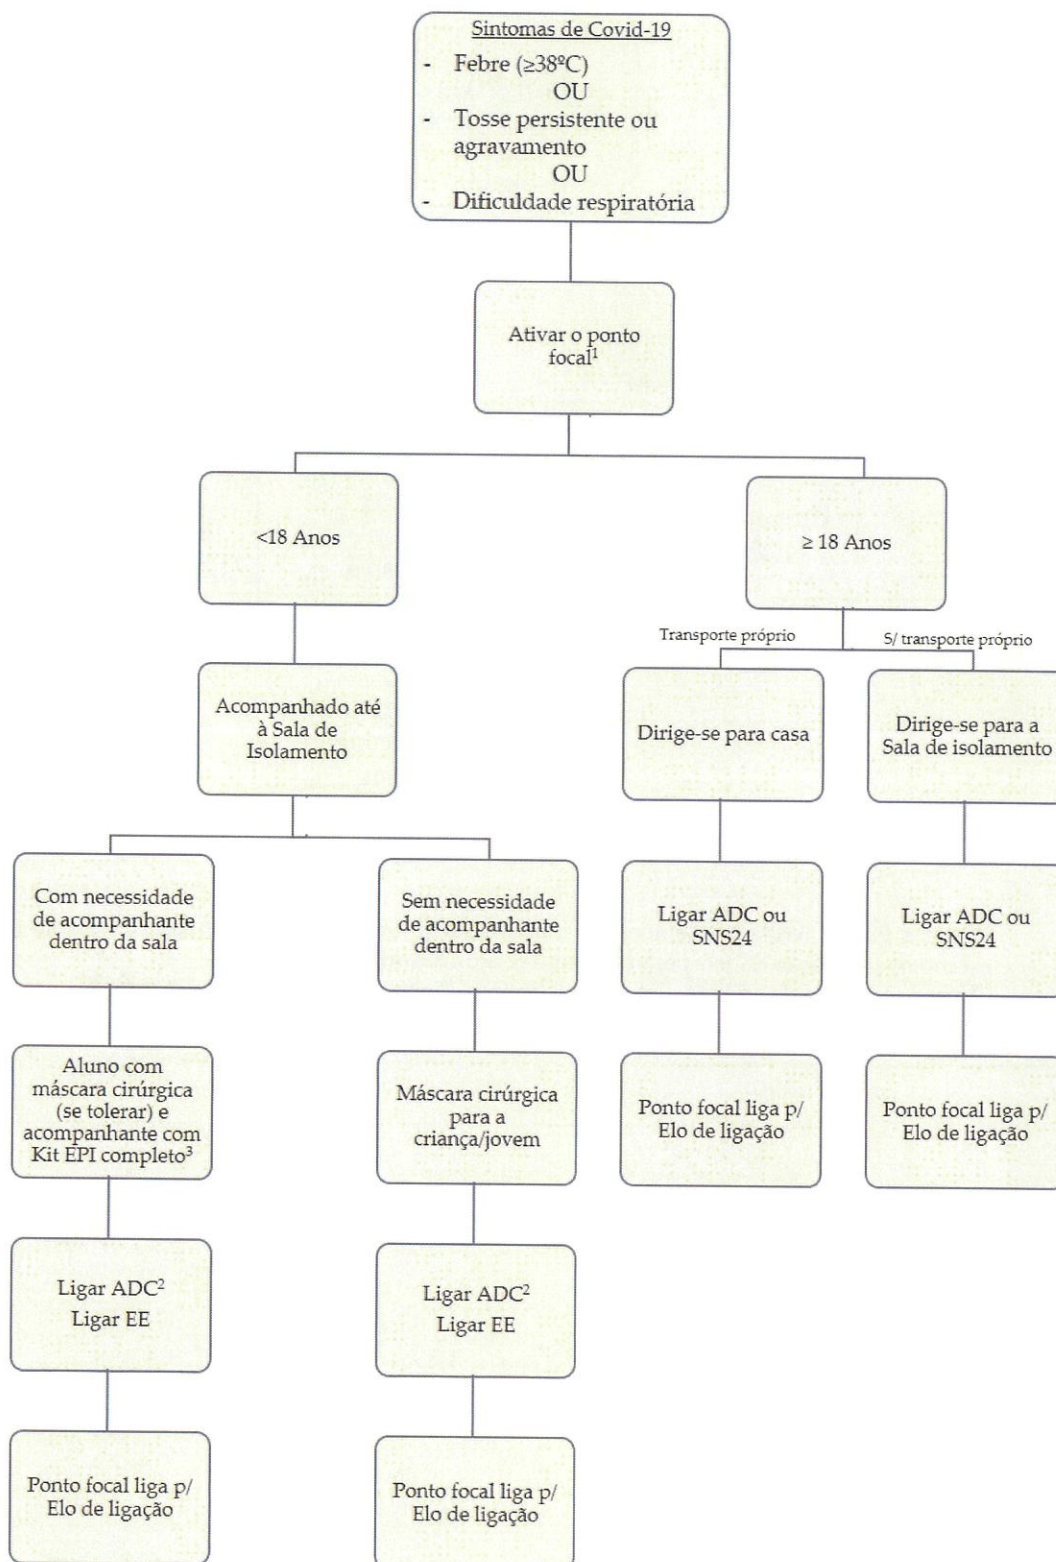 Sintomas de Covid-19
- Febre (≥38ºC)
OU
- Tosse persistente ou
agravamento
OU
- Dificuldade respiratória
Ativar o ponto
focal¹
<18 Anos
≥ 18 Anos
Transporte próprio
S/ transporte próprio
Acompanhado até
à Sala de
Isolamento
Dirige-se para casa
Dirige-se para a
Sala de isolamento
Com necessidade
de acompanhante
dentro da sala
Sem necessidade
de acompanhante
dentro da sala
Ligar ADC ou
SNS24
Ligar ADC ou
SNS24
Aluno com
máscara cirúrgica
(se tolerar) e
acompanhante com
Kit EPI completo³
Máscara cirúrgica
para a
criança/jovem
Ponto focal liga p/
Elo de ligação
Ponto focal liga p/
Elo de ligação
Ligar ADC²
Ligar EE
Ligar ADC²
Ligar EE
Ponto focal liga p/
Elo de ligação
Ponto focal liga p/
Elo de ligação